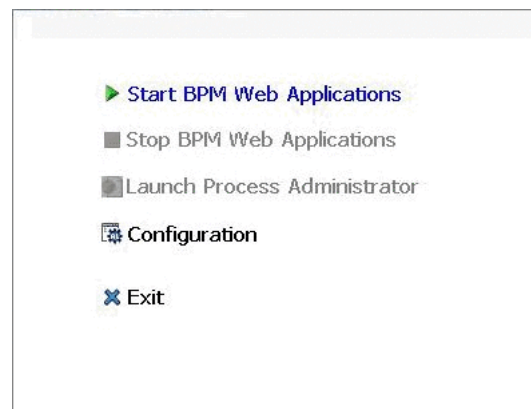 Start BPM Web Applications
Stop BPM Web Applications
Launch Process Administrator
Configuration
Exit